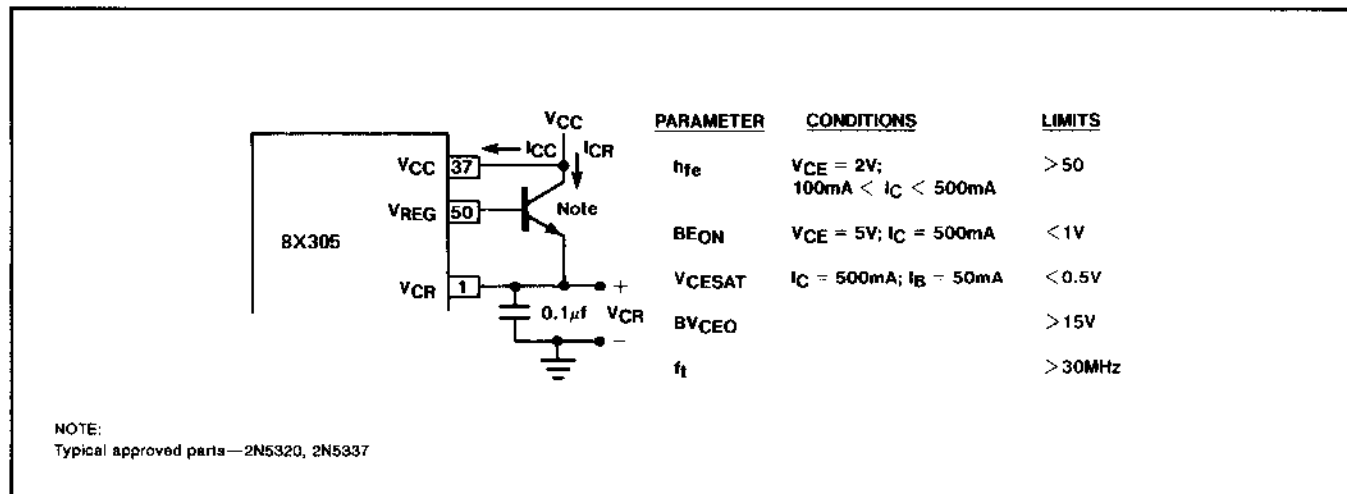 VCC
ICC ICR
VCC 37
VREG 50
Note
8X305
VCR 1
+
0.1μf VCR
−
PARAMETER CONDITIONS LIMITS
hfe VCE = 2V; >50
100mA < IC < 500mA
BEON VCE = 5V; IC = 500mA <1V
VCESAT IC = 500mA; IB = 50mA <0.5V
BVCEO >15V
ft >30MHz
NOTE:
Typical approved parts—2N5320, 2N5337